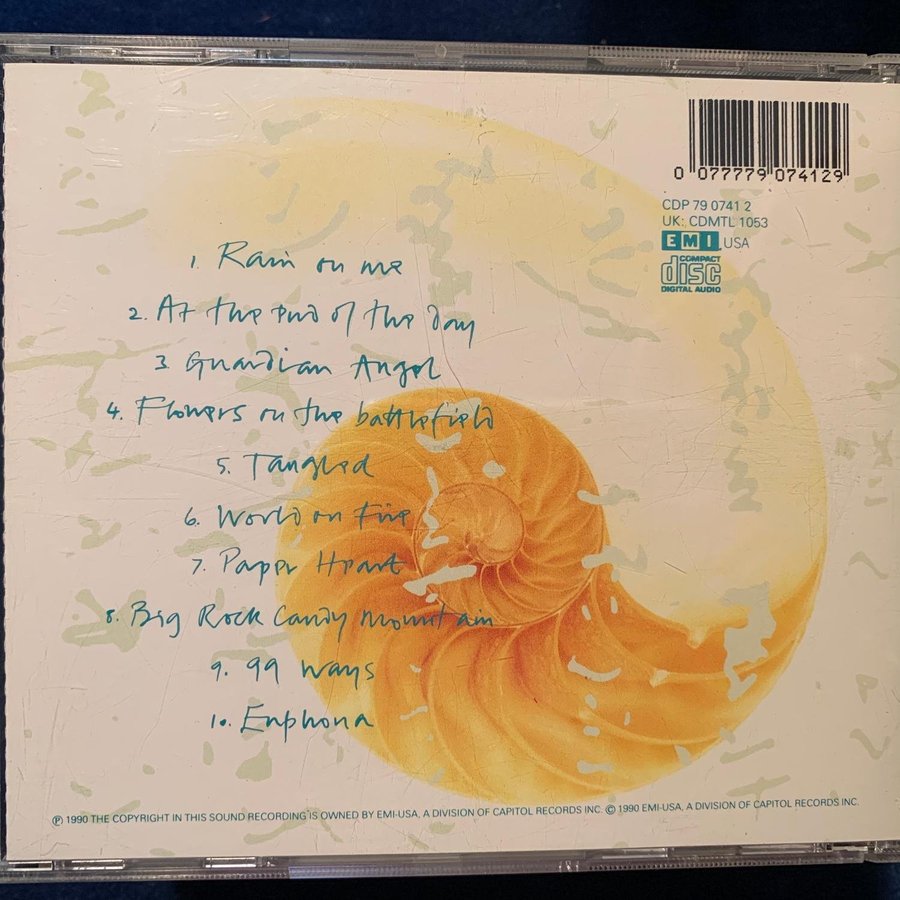 0 077779 074129
CDP 79 0741 2
UK: CDMTL 1053
EMI USA
COMPACT
disc
DIGITAL AUDIO
1. Rain on me
2. At the end of the day
3. Guardian Angel
4. Flowers on the battlefield
5. Tangled
6. World on Fire
7. Paper Heart
8. Big Rock Candy Mountain
9. 99 ways
10. Euphoria
℗ 1990 THE COPYRIGHT IN THIS SOUND RECORDING IS OWNED BY EMI-USA, A DIVISION OF CAPITOL RECORDS INC. © 1990 EMI-USA, A DIVISION OF CAPITOL RECORDS INC.